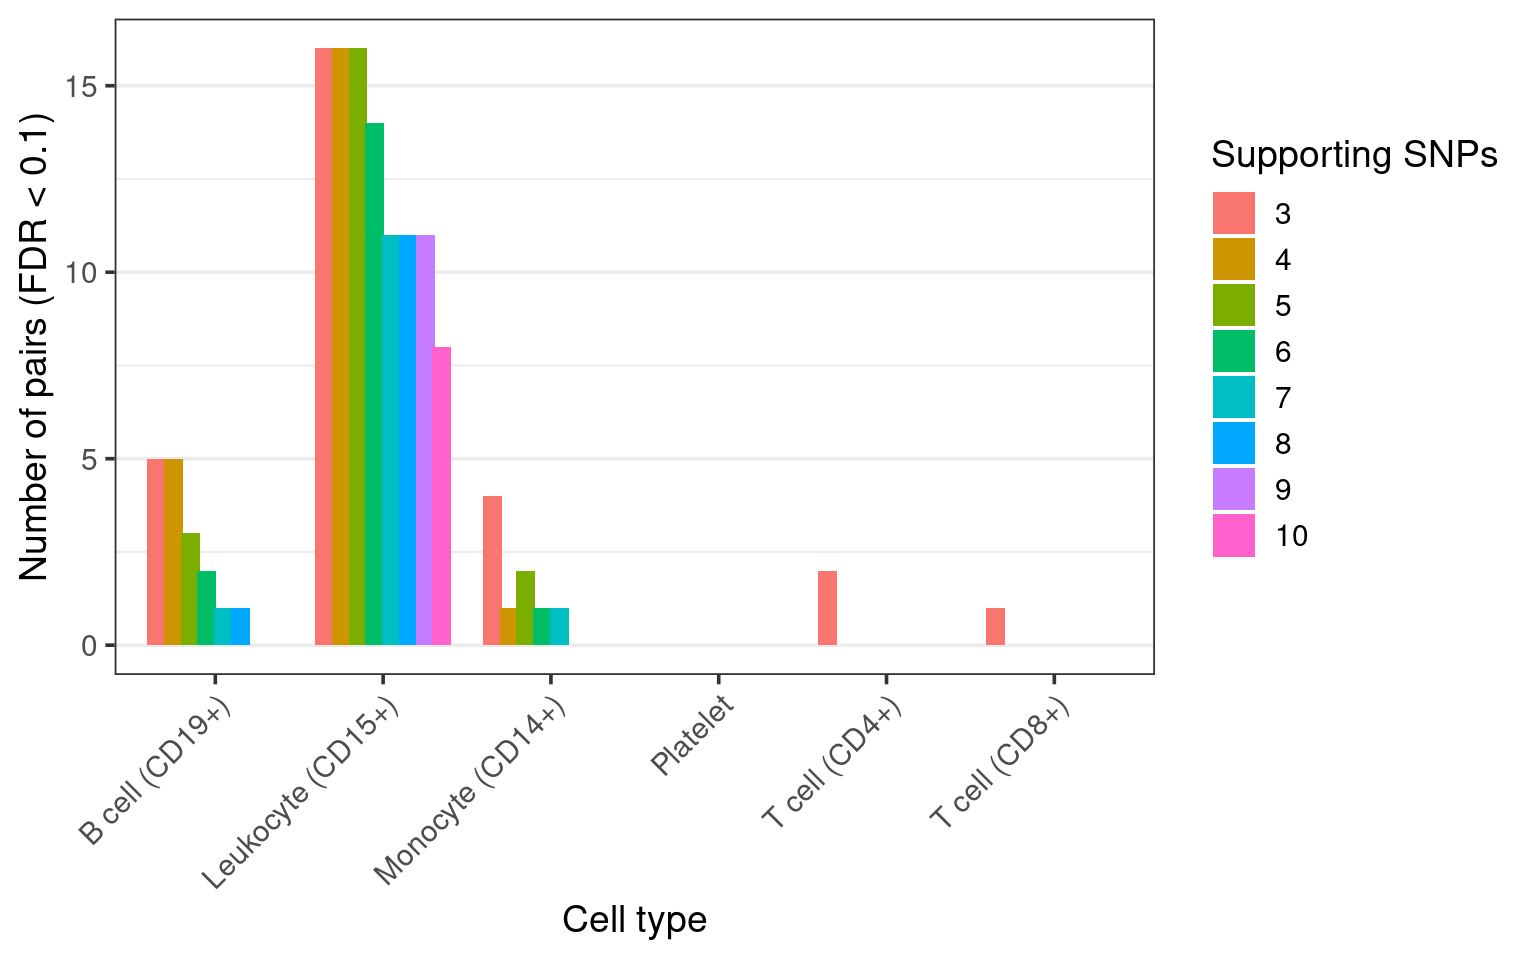 Number of pairs (FDR < 0.1)
15
10
5
0
B cell (CD19+)
Leukocyte (CD15+)
Monocyte (CD14+)
Platelet
T cell (CD4+)
T cell (CD8+)
Cell type
Supporting SNPs
3
4
5
6
7
8
9
10